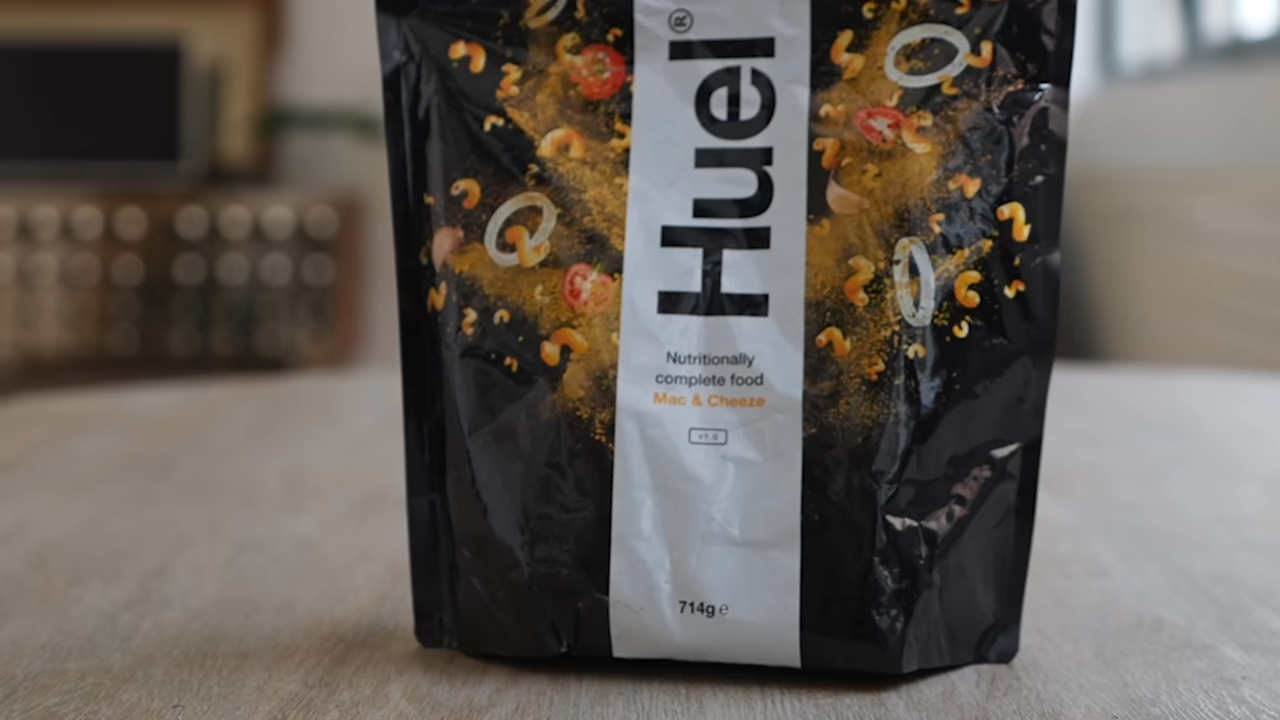 Huel®
Nutritionally
complete food
Mac & Cheeze
v1.0
714g e